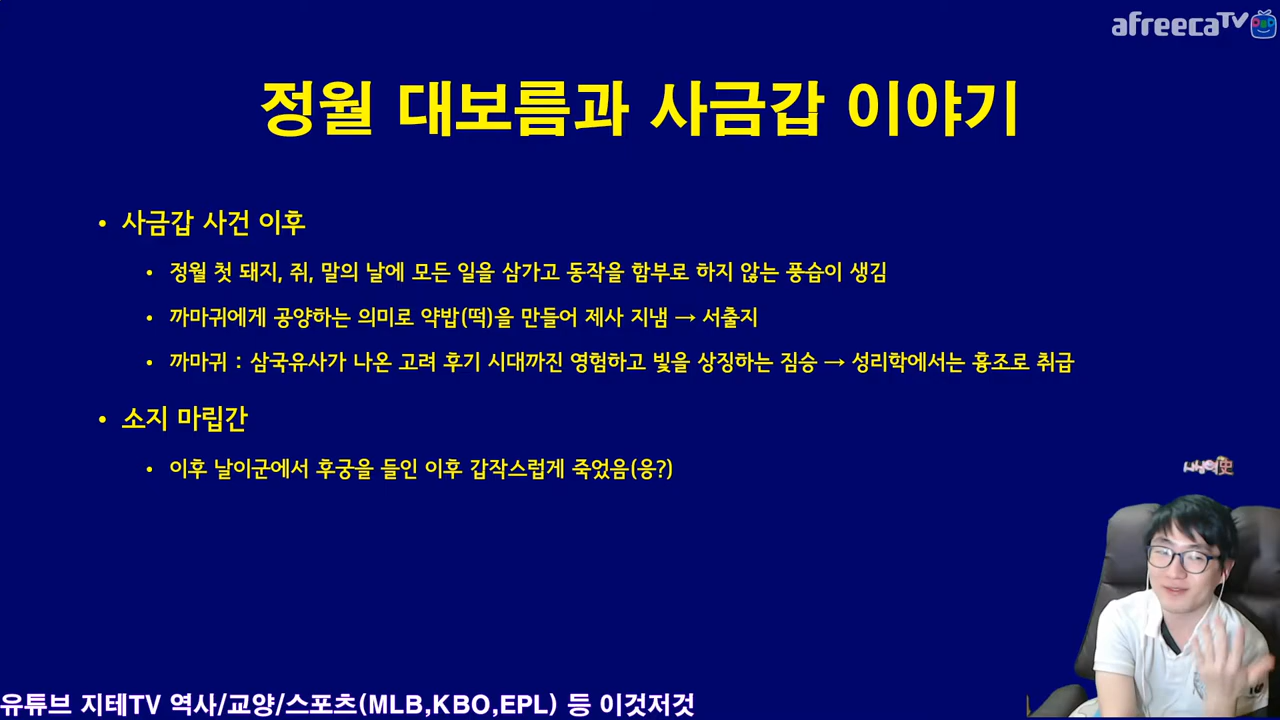 afreecaTV
정월 대보름과 사금갑 이야기
• 사금갑 사건 이후
• 정월 첫 돼지, 쥐, 말의 날에 모든 일을 삼가고 동작을 함부로 하지 않는 풍습이 생김
• 까마귀에게 공양하는 의미로 약밥(떡)을 만들어 제사 지냄 → 서출지
• 까마귀 : 삼국유사가 나온 고려 후기 시대까진 영험하고 빛을 상징하는 짐승 → 성리학에서는 흉조로 취급
• 소지 마립간
• 이후 날이군에서 후궁을 들인 이후 갑작스럽게 죽었음(응?)
유튜브 지테TV 역사/교양/스포츠(MLB,KBO,EPL) 등 이것저것